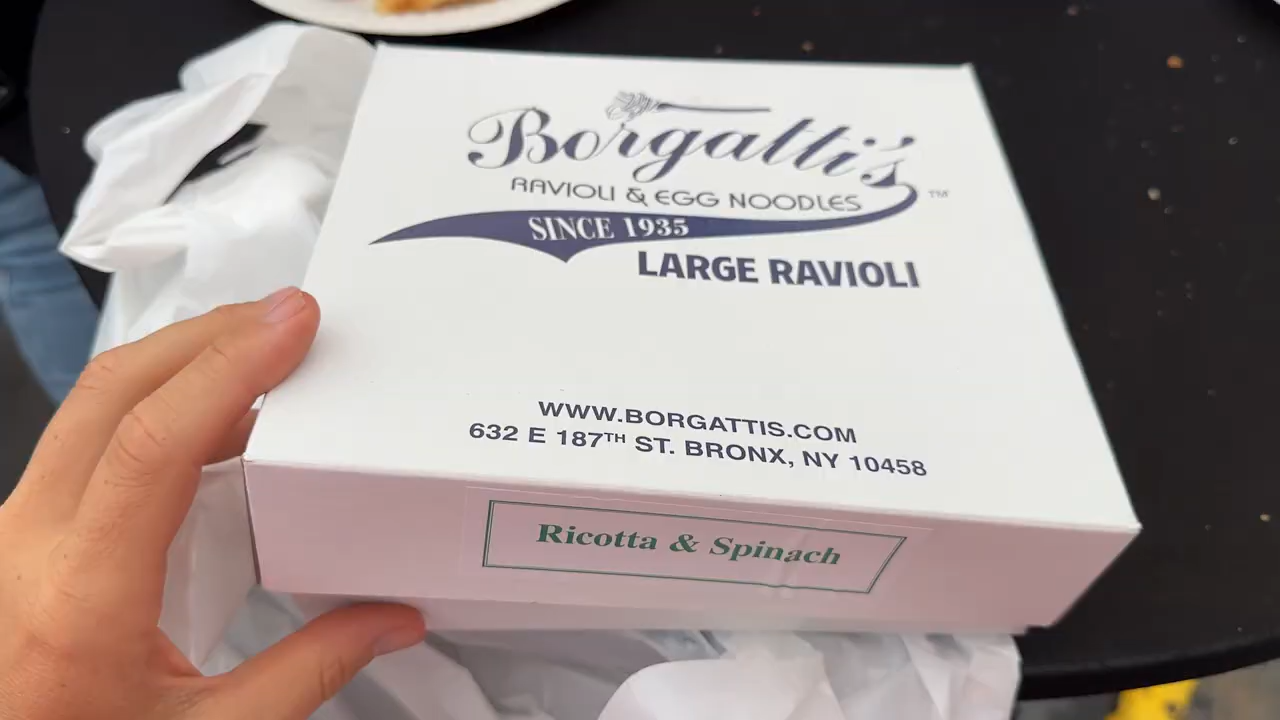 Borgatti's
RAVIOLI & EGG NOODLES
TM
SINCE 1935
LARGE RAVIOLI
WWW.BORGATTIS.COM
632 E 187TH ST. BRONX, NY 10458
Ricotta & Spinach